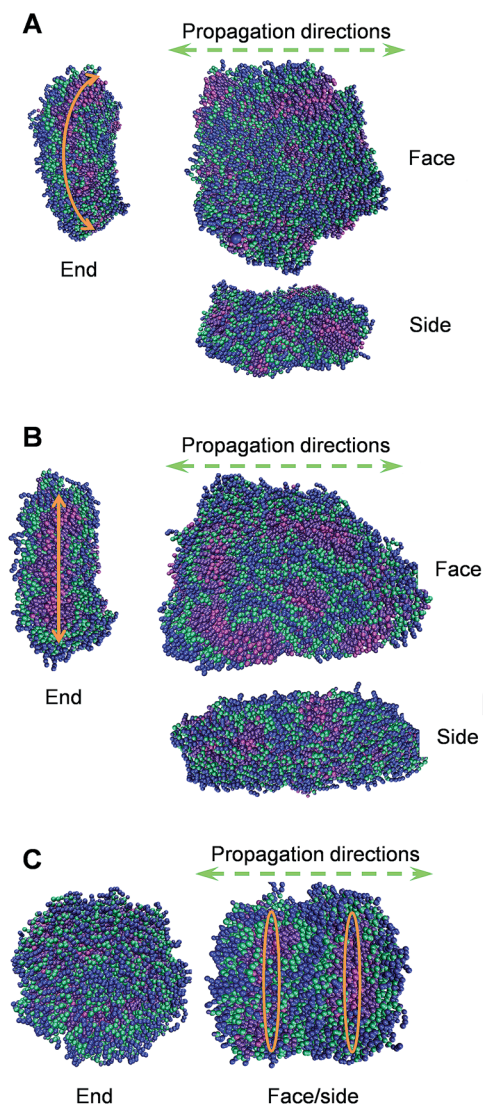 A
Propagation directions
Face
End
Side
B
Propagation directions
Face
End
Side
C
Propagation directions
End
Face/side